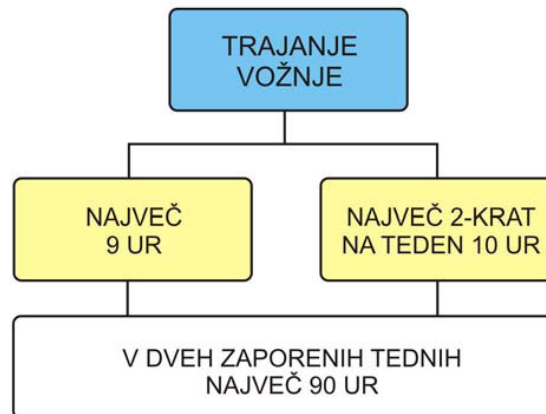 TRAJANJE
VOŽNJE
NAJVEČ
9 UR
NAJVEČ 2-KRAT
NA TEDEN 10 UR
V DVEH ZAPORENIH TEDNIH
NAJVEČ 90 UR